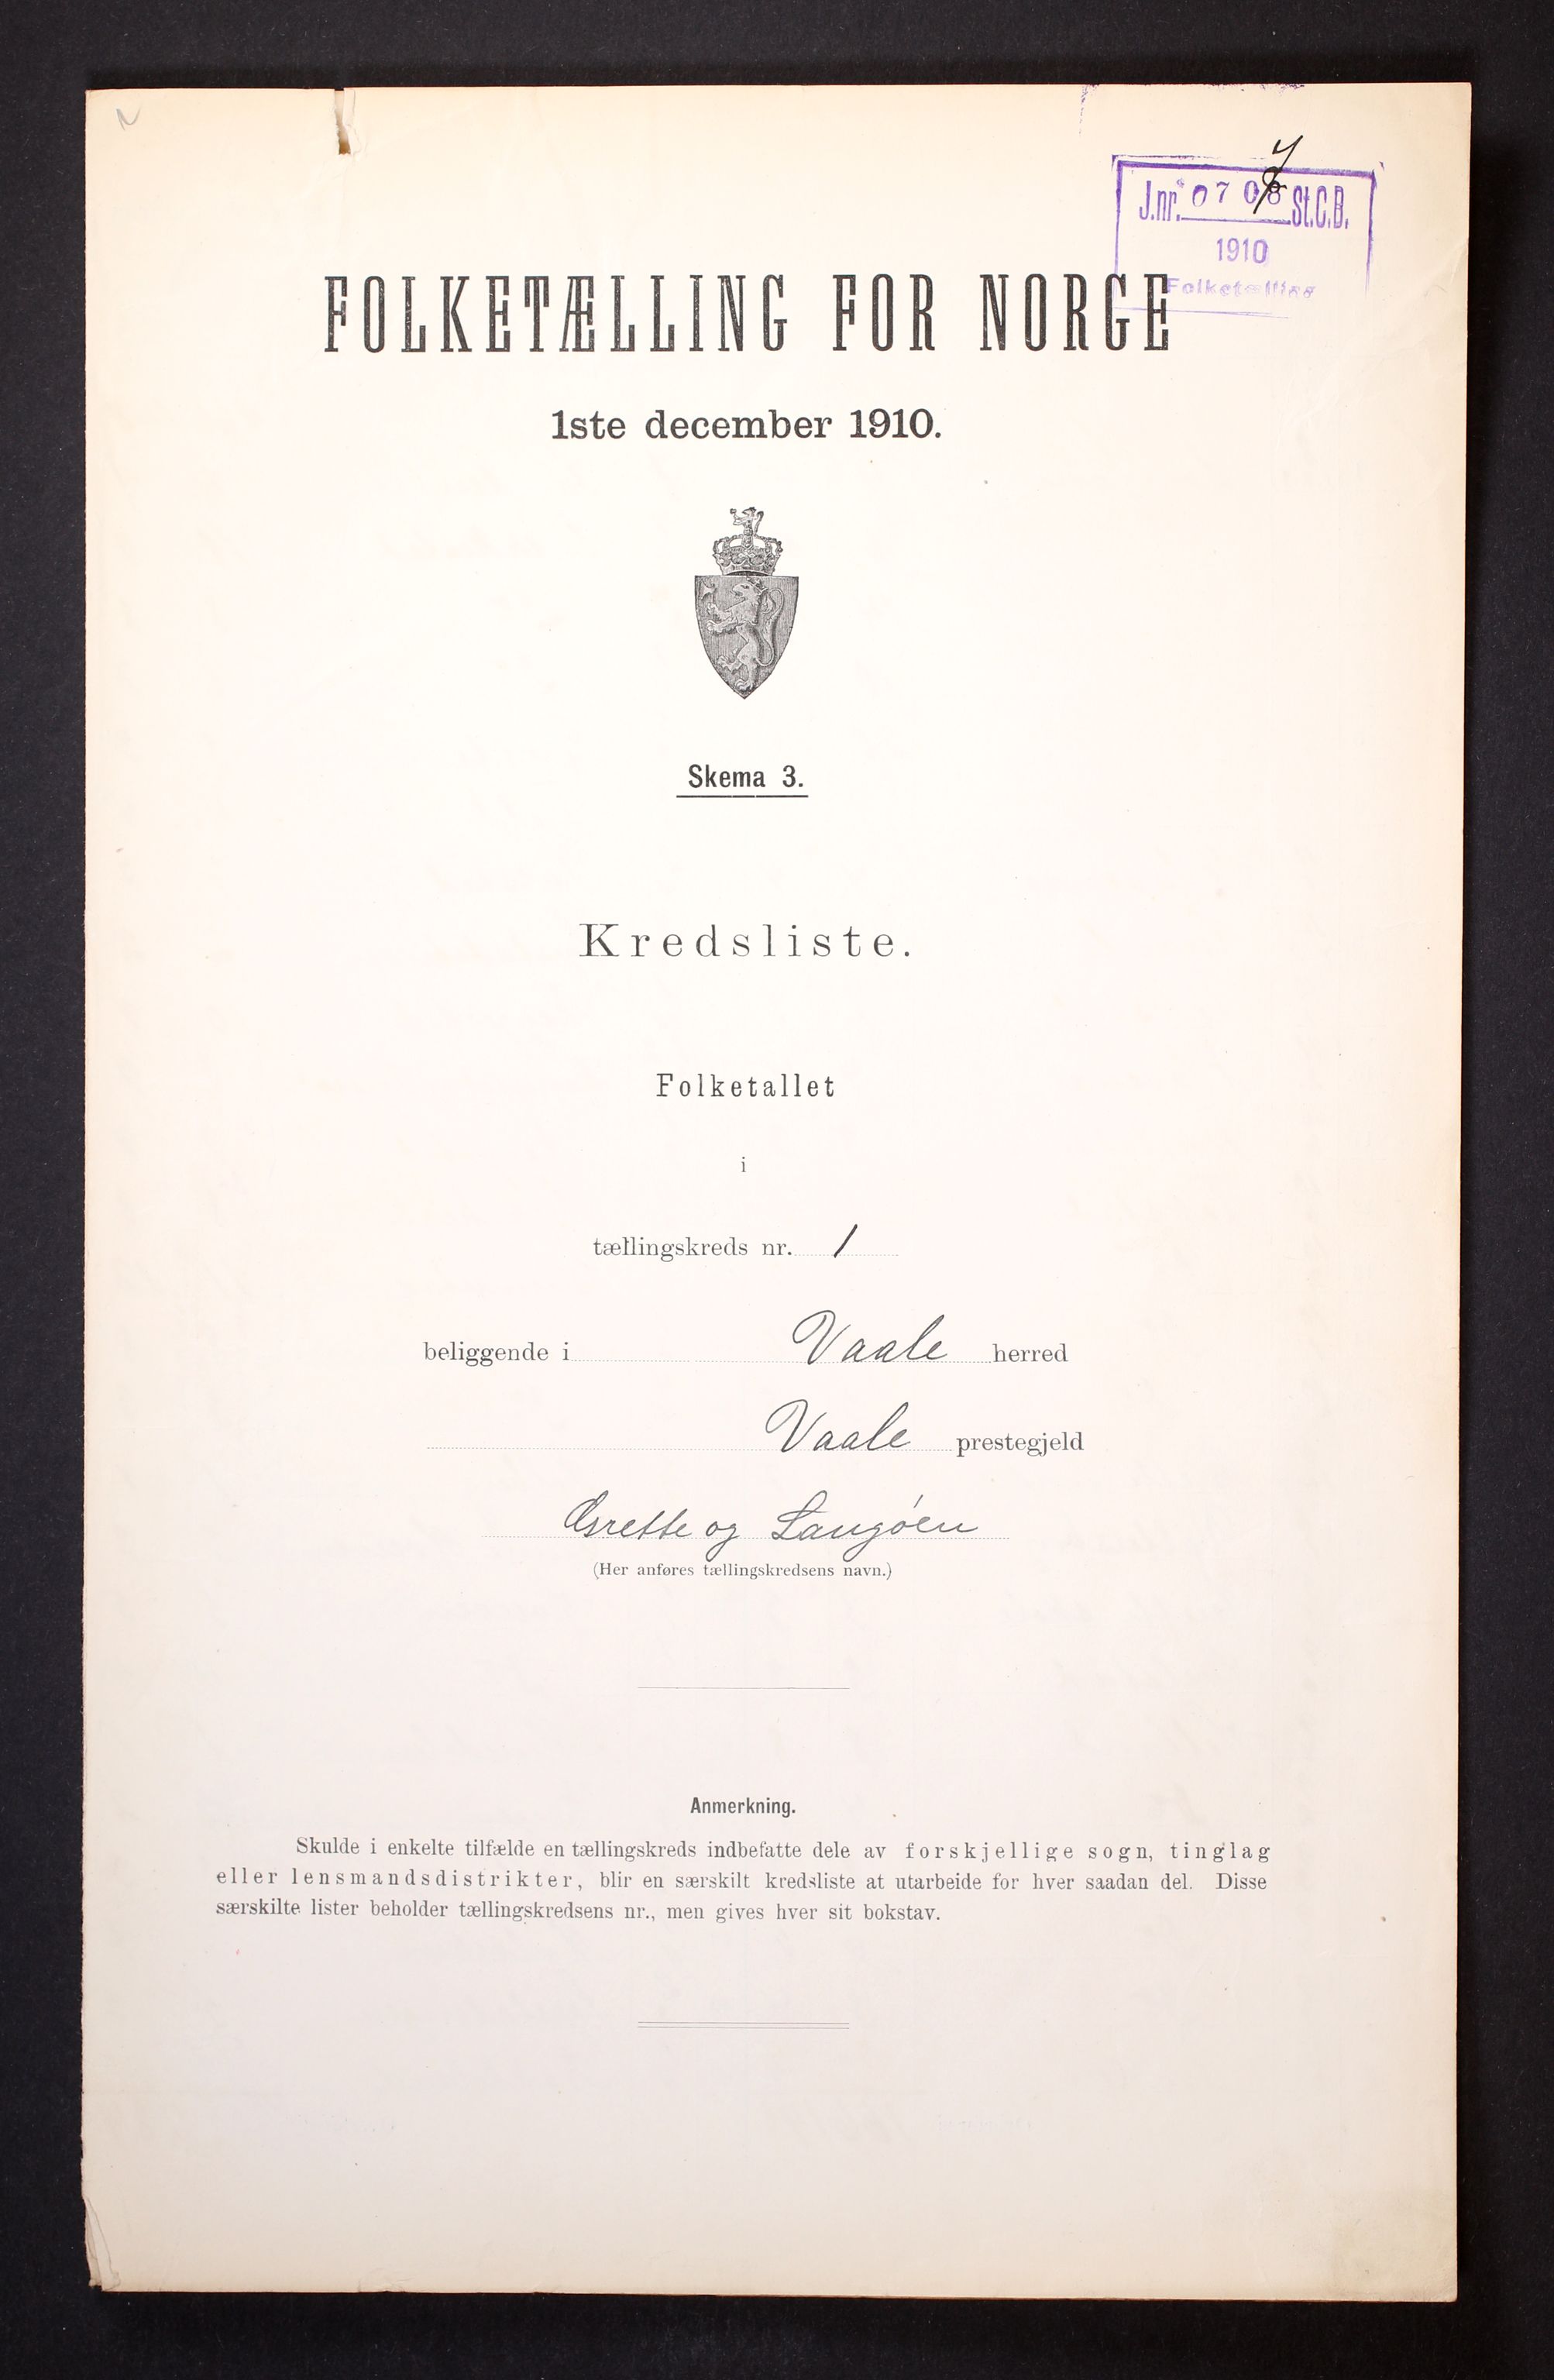 J.nr. 0708 St.C.B.
1910
Folketælling
FOLKETÆLLING FOR NORGE
1ste december 1910.
Skema 3.
Kredsliste.
Folketallet
i
tællingskreds nr. 1
beliggende i Vaale herred
Vaale prestegjeld
og Langøen
(Her anføres tællingskredsens navn.)
Anmerkning.
Skulde i enkelte tilfælde en tællingskreds indbefatte dele av forskjellige sogn, tinglag
eller lensmandsdistrikter, blir en særskilt kredsliste at utarbeide for hver saadan del. Disse
særskilte lister beholder tællingskredsens nr., men gives hver sit bokstav.